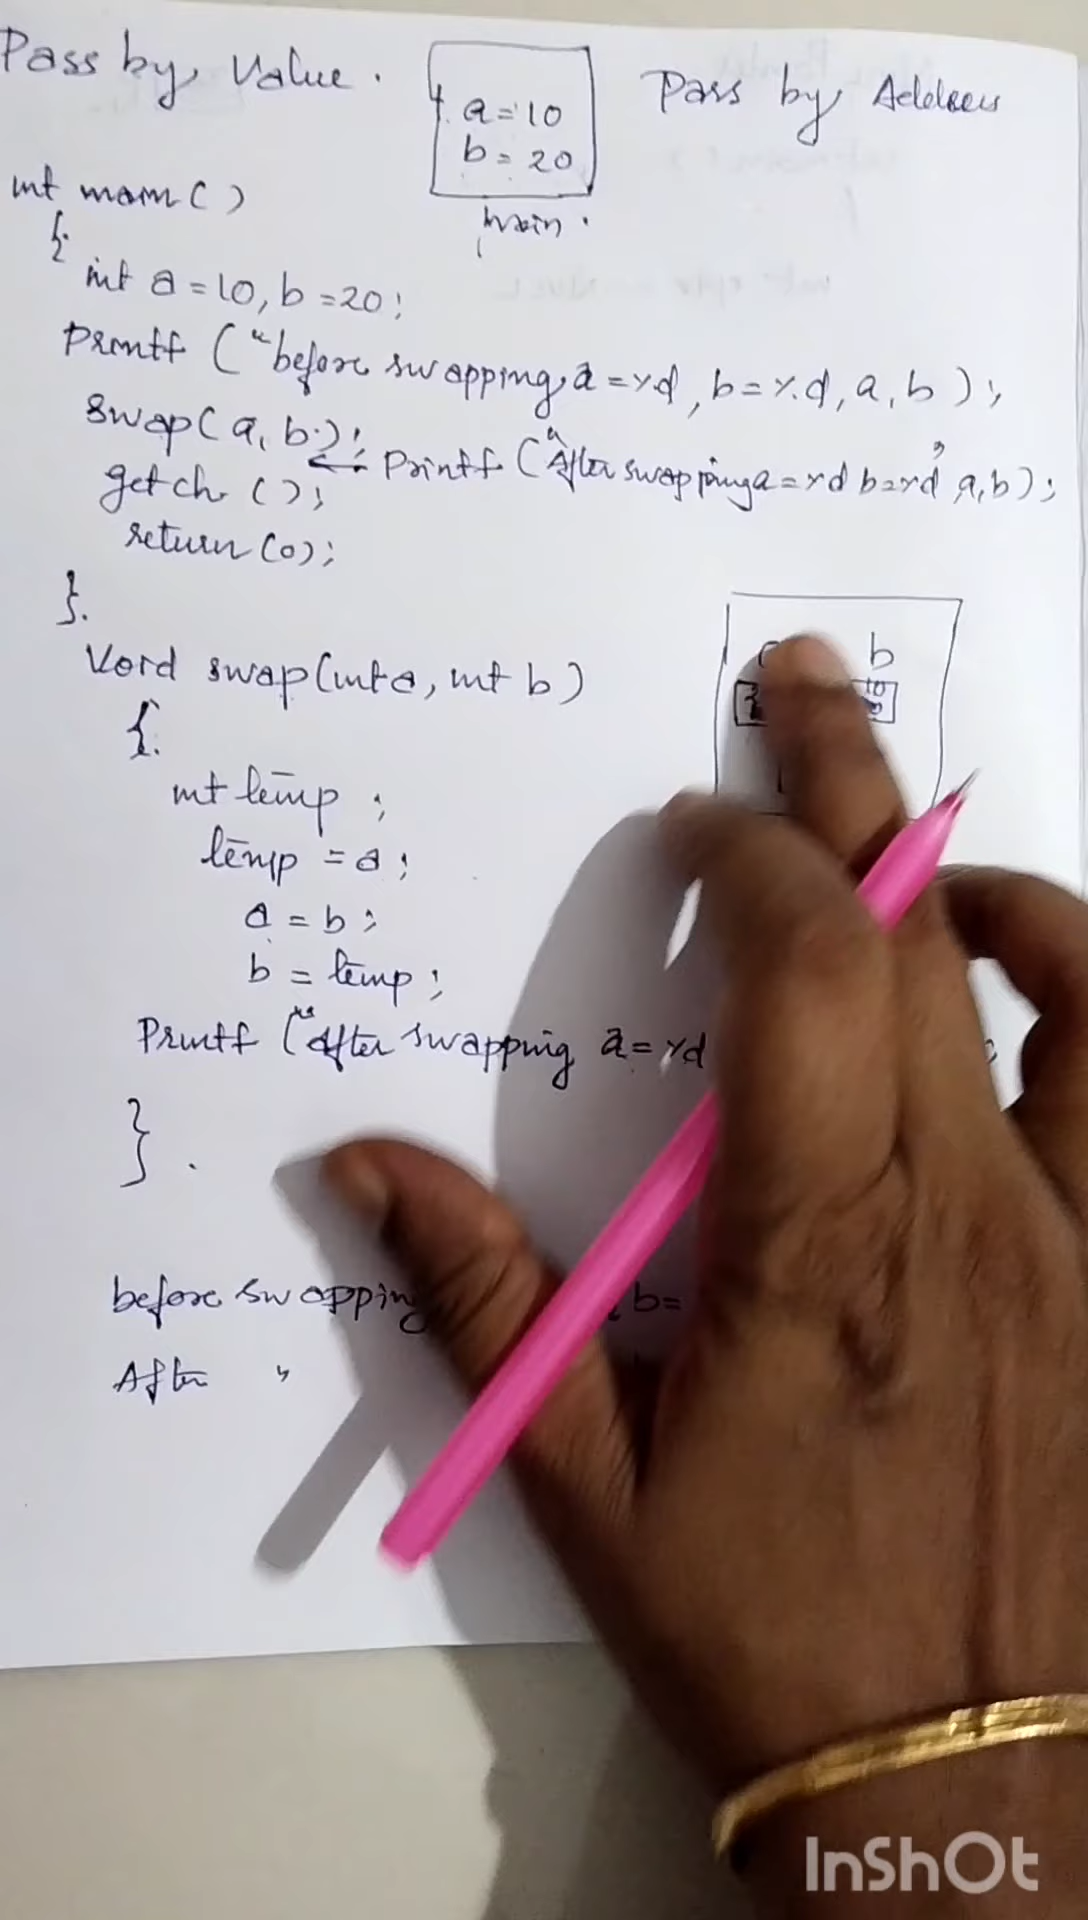 Pass by Value.
a = 10
b = 20
main.
Pass by Address
int main()
{
int a = 10, b = 20;
Printf ("before swapping, a = %d, b = %d, a, b);
swap(a, b);
Printf ("After swapping a = %d b = %d", a, b);
getch ();
return (0);
}.
Void swap(int a, int b)
b
10
{.
int temp;
temp = a;
a = b;
b = temp;
Printf ("After swapping a = %d
}.
before swapping b =
After "
InShOt